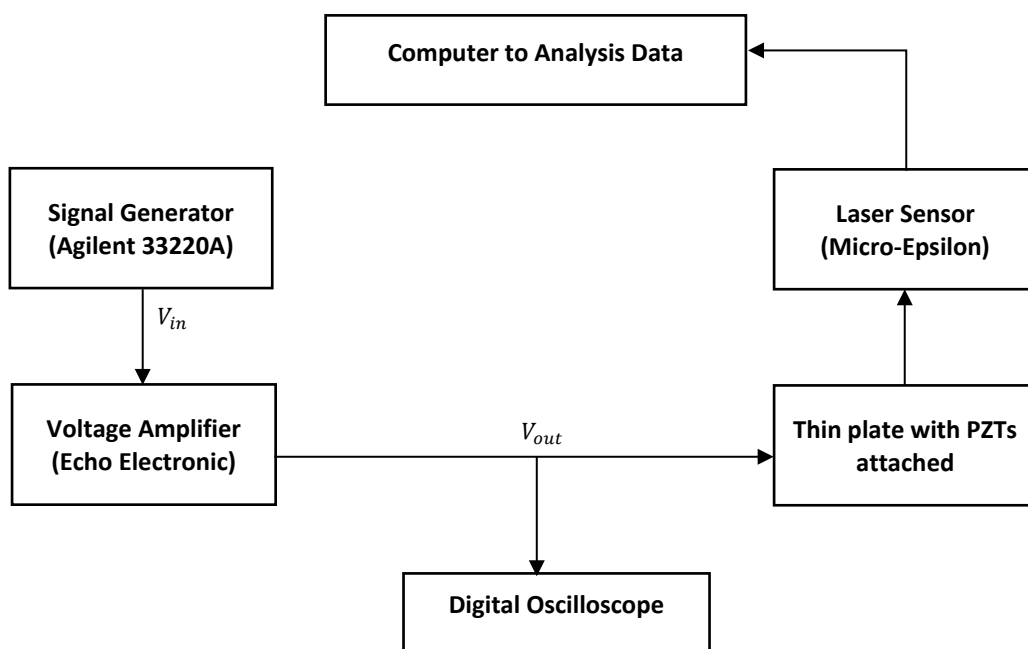 Computer to Analysis Data
Signal Generator
(Agilent 33220A)
Laser Sensor
(Micro-Epsilon)
V_in
Voltage Amplifier
(Echo Electronic)
V_out
Thin plate with PZTs
attached
Digital Oscilloscope